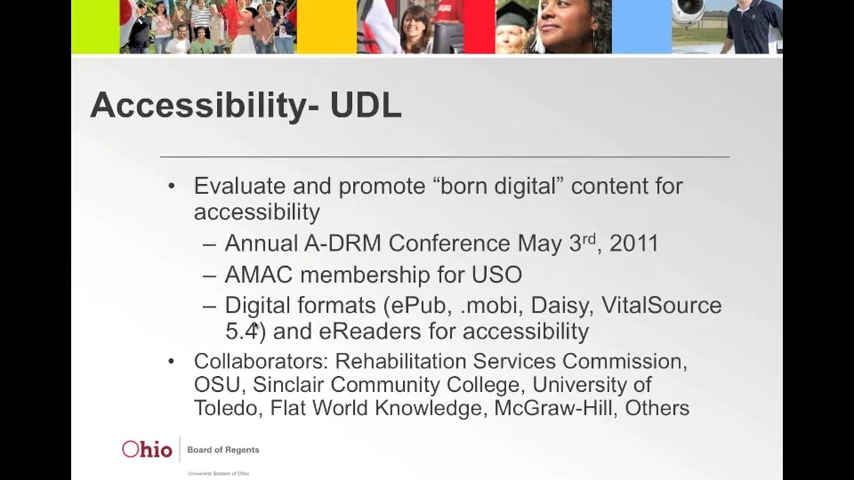 Accessibility- UDL
• Evaluate and promote “born digital” content for
accessibility
– Annual A-DRM Conference May 3rd, 2011
– AMAC membership for USO
– Digital formats (ePub, .mobi, Daisy, VitalSource
5.4) and eReaders for accessibility
• Collaborators: Rehabilitation Services Commission,
OSU, Sinclair Community College, University of
Toledo, Flat World Knowledge, McGraw-Hill, Others
Ohio Board of Regents
University System of Ohio